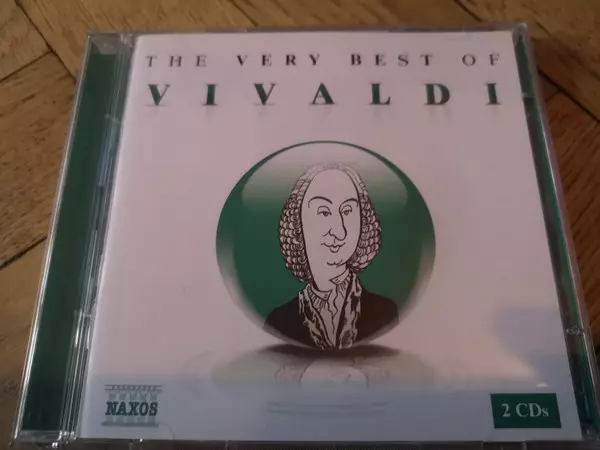 THE VERY BEST OF
VIVALDI
NAXOS
2 CDs